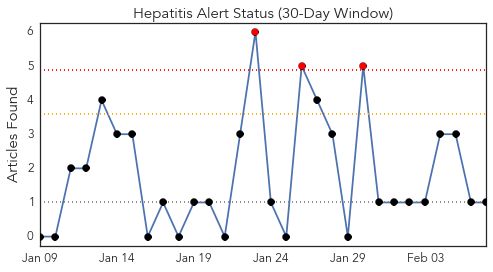 Hepatitis Alert Status (30-Day Window)
Articles Found
6
5
4
3
2
1
0
Jan 09 Jan 14 Jan 19 Jan 24 Jan 29 Feb 03